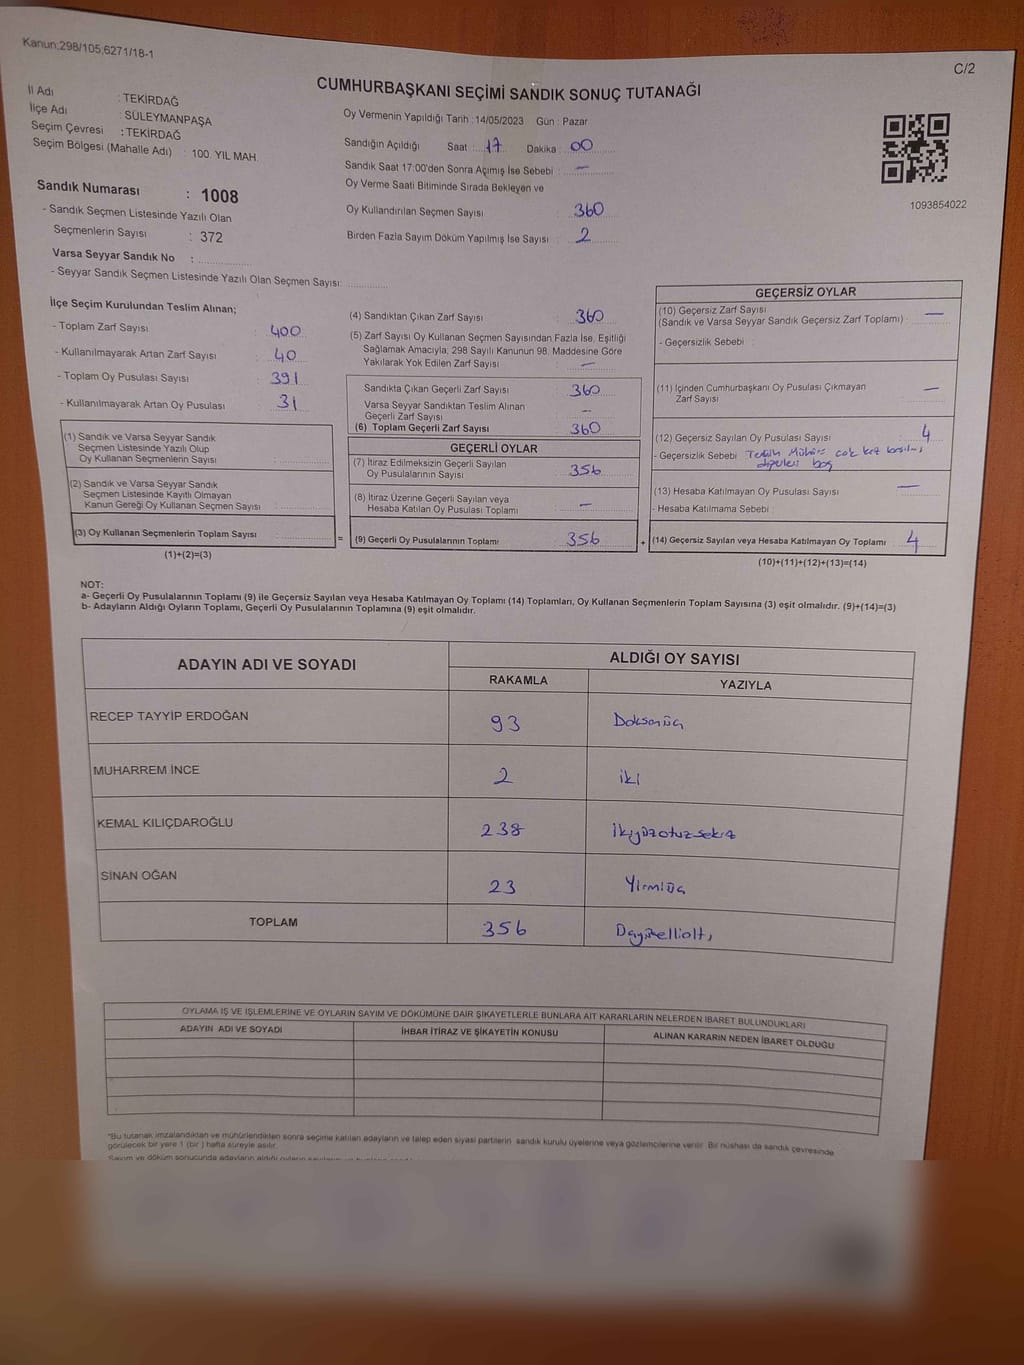 Kanun;298/105;6271/18-1
C/2
CUMHURBAŞKANI SEÇİMİ SANDIK SONUÇ TUTANAĞI
İl Adı : TEKİRDAĞ
İlçe Adı : SÜLEYMANPAŞA
Seçim Çevresi : TEKİRDAĞ
Seçim Bölgesi (Mahalle Adı) : 100. YIL MAH.
Sandık Numarası : 1008
- Sandık Seçmen Listesinde Yazılı Olan
Seçmenlerin Sayısı : 372
Varsa Seyyar Sandık No :
- Seyyar Sandık Seçmen Listesinde Yazılı Olan Seçmen Sayısı:
Oy Vermenin Yapıldığı Tarih : 14/05/2023 Gün : Pazar
Sandığın Açıldığı Saat : 17 Dakika : 00
Sandık Saat 17:00'den Sonra Açımış İse Sebebi : —
Oy Verme Saati Bitiminde Sırada Bekleyen ve
Oy Kullandırılan Seçmen Sayısı : 360
Birden Fazla Sayım Döküm Yapılmış İse Sayısı : 2
1093854022
İlçe Seçim Kurulundan Teslim Alınan;
- Toplam Zarf Sayısı : 400
- Kullanılmayarak Artan Zarf Sayısı : 40
- Toplam Oy Pusulası Sayısı : 391
- Kullanılmayarak Artan Oy Pusulası : 31
(1) Sandık ve Varsa Seyyar Sandık
Seçmen Listesinde Yazılı Olup
Oy Kullanan Seçmenlerin Sayısı :
(2) Sandık ve Varsa Seyyar Sandık
Seçmen Listesinde Kayıtlı Olmayan
Kanun Gereği Oy Kullanan Seçmen Sayısı :
(3) Oy Kullanan Seçmenlerin Toplam Sayısı :
(1)+(2)=(3)
(4) Sandıktan Çıkan Zarf Sayısı : 360
(5) Zarf Sayısı Oy Kullanan Seçmen Sayısından Fazla İse, Eşitliği
Sağlamak Amacıyla, 298 Sayılı Kanunun 98. Maddesine Göre
Yakılarak Yok Edilen Zarf Sayısı : —
Sandıkta Çıkan Geçerli Zarf Sayısı : 360
Varsa Seyyar Sandıktan Teslim Alınan
Geçerli Zarf Sayısı : —
(6) Toplam Geçerli Zarf Sayısı : 360
GEÇERLİ OYLAR
(7) İtiraz Edilmeksizin Geçerli Sayılan
Oy Pusulalarının Sayısı : 356
(8) İtiraz Üzerine Geçerli Sayılan veya
Hesaba Katılan Oy Pusulası Toplamı : —
= (9) Geçerli Oy Pusulalarının Toplamı : 356
GEÇERSİZ OYLAR
(10) Geçersiz Zarf Sayısı
(Sandık ve Varsa Seyyar Sandık Geçersiz Zarf Toplamı) : —
- Geçersizlik Sebebi :
(11) İçinden Cumhurbaşkanı Oy Pusulası Çıkmayan
Zarf Sayısı : —
(12) Geçersiz Sayılan Oy Pusulası Sayısı : 4
- Geçersizlik Sebebi : Tercih Mührü çok kez basılmış
boş
(13) Hesaba Katılmayan Oy Pusulası Sayısı : —
- Hesaba Katılmama Sebebi :
+ (14) Geçersiz Sayılan veya Hesaba Katılmayan Oy Toplamı : 4
(10)+(11)+(12)+(13)=(14)
NOT:
a- Geçerli Oy Pusulalarının Toplamı (9) ile Geçersiz Sayılan veya Hesaba Katılmayan Oy Toplamı (14) Toplamları, Oy Kullanan Seçmenlerin Toplam Sayısına (3) eşit olmalıdır. (9)+(14)=(3)
b- Adayların Aldığı Oyların Toplamı, Geçerli Oy Pusulalarının Toplamına (9) eşit olmalıdır.
ADAYIN ADI VE SOYADI ALDIĞI OY SAYISI
RAKAMLA YAZIYLA
RECEP TAYYİP ERDOĞAN 93 Doksanüç
MUHARREM İNCE 2 iki
KEMAL KILIÇDAROĞLU 238 İkiyüzotuzsekiz
SİNAN OĞAN 23 Yirmiüç
TOPLAM 356 Üçyüzelliolti
OYLAMA İŞ VE İŞLEMLERİNE VE OYLARIN SAYIM VE DÖKÜMÜNE DAİR ŞİKAYETLERLE BUNLARA AİT KARARLARIN NELERDEN İBARET BULUNDUKLARI
ADAYIN ADI VE SOYADI İHBAR İTİRAZ VE ŞİKAYETİN KONUSU ALINAN KARARIN NEDEN İBARET OLDUĞU
*Bu tutanak imzalandıktan ve mühürlendikten sonra seçime katılan adayların ve talep eden siyasi partilerin sandık kurulu üyelerine veya gözlemcilerine verilir. Bir nüshası da sandık çevresinde
görülecek bir yere 1 (bir ) hafta süreyle asılır.